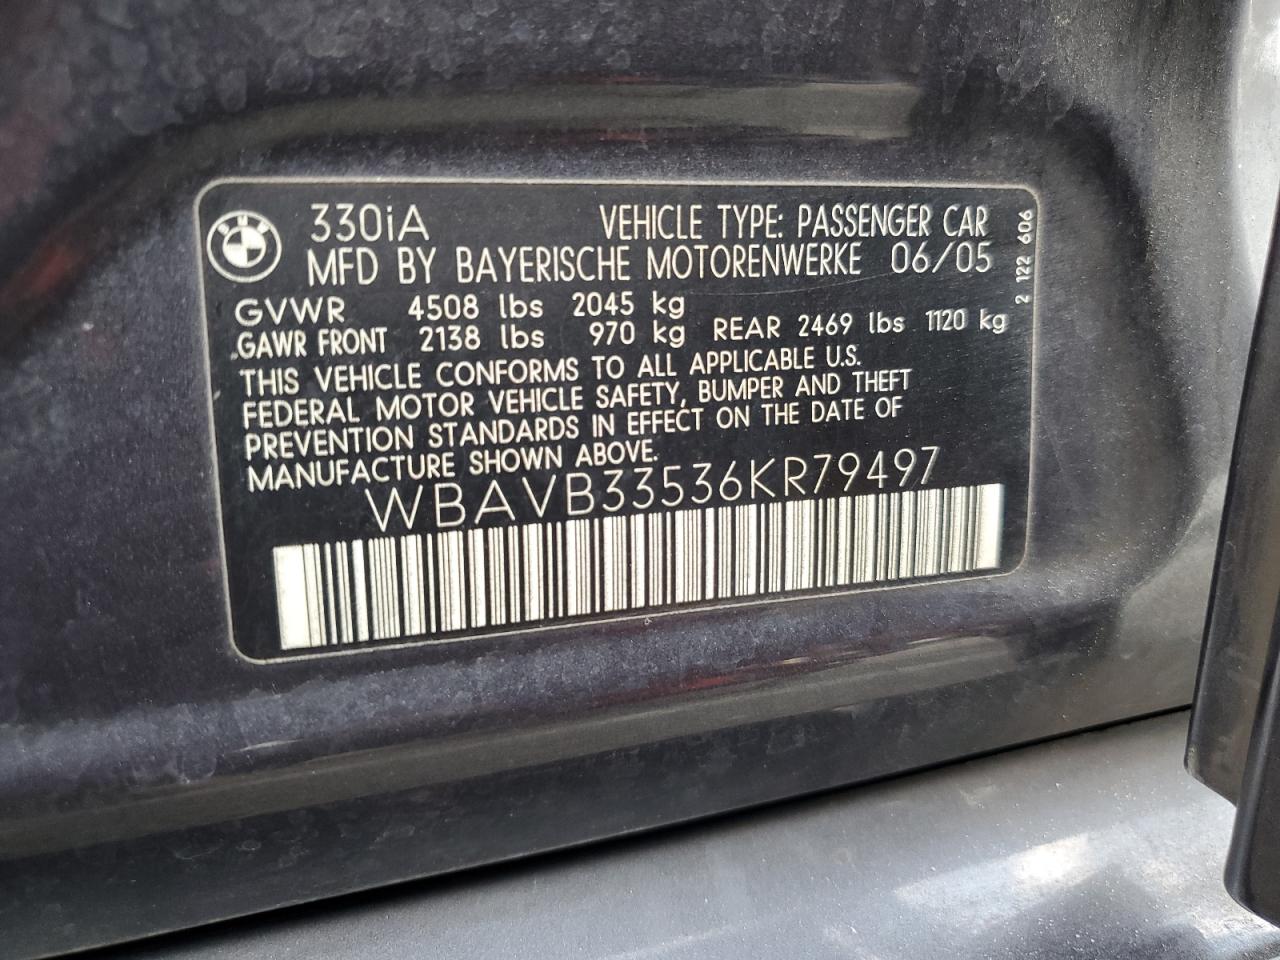 BMW
330iA VEHICLE TYPE: PASSENGER CAR
MFD BY BAYERISCHE MOTORENWERKE 06/05
GVWR 4508 lbs 2045 kg
GAWR FRONT 2138 lbs 970 kg REAR 2469 lbs 1120 kg
THIS VEHICLE CONFORMS TO ALL APPLICABLE U.S.
FEDERAL MOTOR VEHICLE SAFETY, BUMPER AND THEFT
PREVENTION STANDARDS IN EFFECT ON THE DATE OF
MANUFACTURE SHOWN ABOVE.
WBAVB33536KR79497
2 122 606